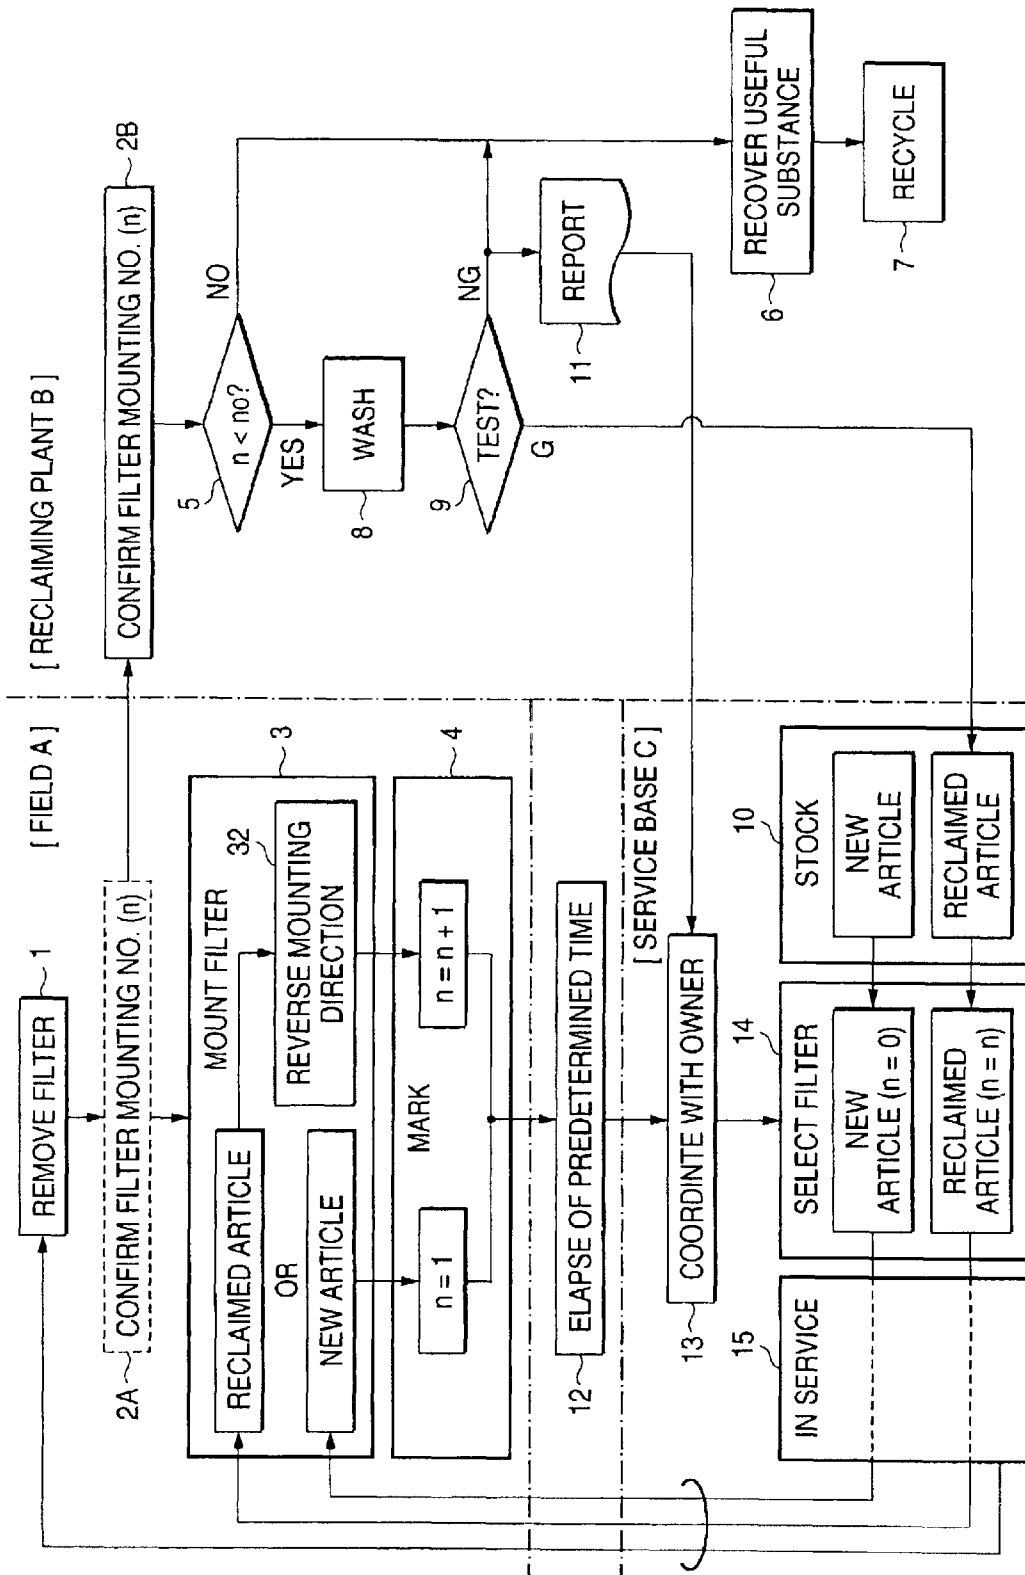 [ FIELD A ]
[ RECLAIMING PLANT B ]
1
REMOVE FILTER
2A
CONFIRM FILTER MOUNTING NO. (n)
2B
CONFIRM FILTER MOUNTING NO. (n)
3
MOUNT FILTER
RECLAIMED ARTICLE
OR
NEW ARTICLE
32
REVERSE MOUNTING
DIRECTION
4
MARK
n = 1
n = n + 1
5
n < no?
NO
YES
8
WASH
9
TEST?
NG
G
11
REPORT
6
RECOVER USEFUL
SUBSTANCE
7
RECYCLE
12
ELAPSE OF PREDETERMINED TIME
[ SERVICE BASE C ]
13
COORDINTE WITH OWNER
15
IN SERVICE
14
SELECT FILTER
NEW
ARTICLE (n = 0)
RECLAIMED
ARTICLE (n = n)
10
STOCK
NEW
ARTICLE
RECLAIMED
ARTICLE